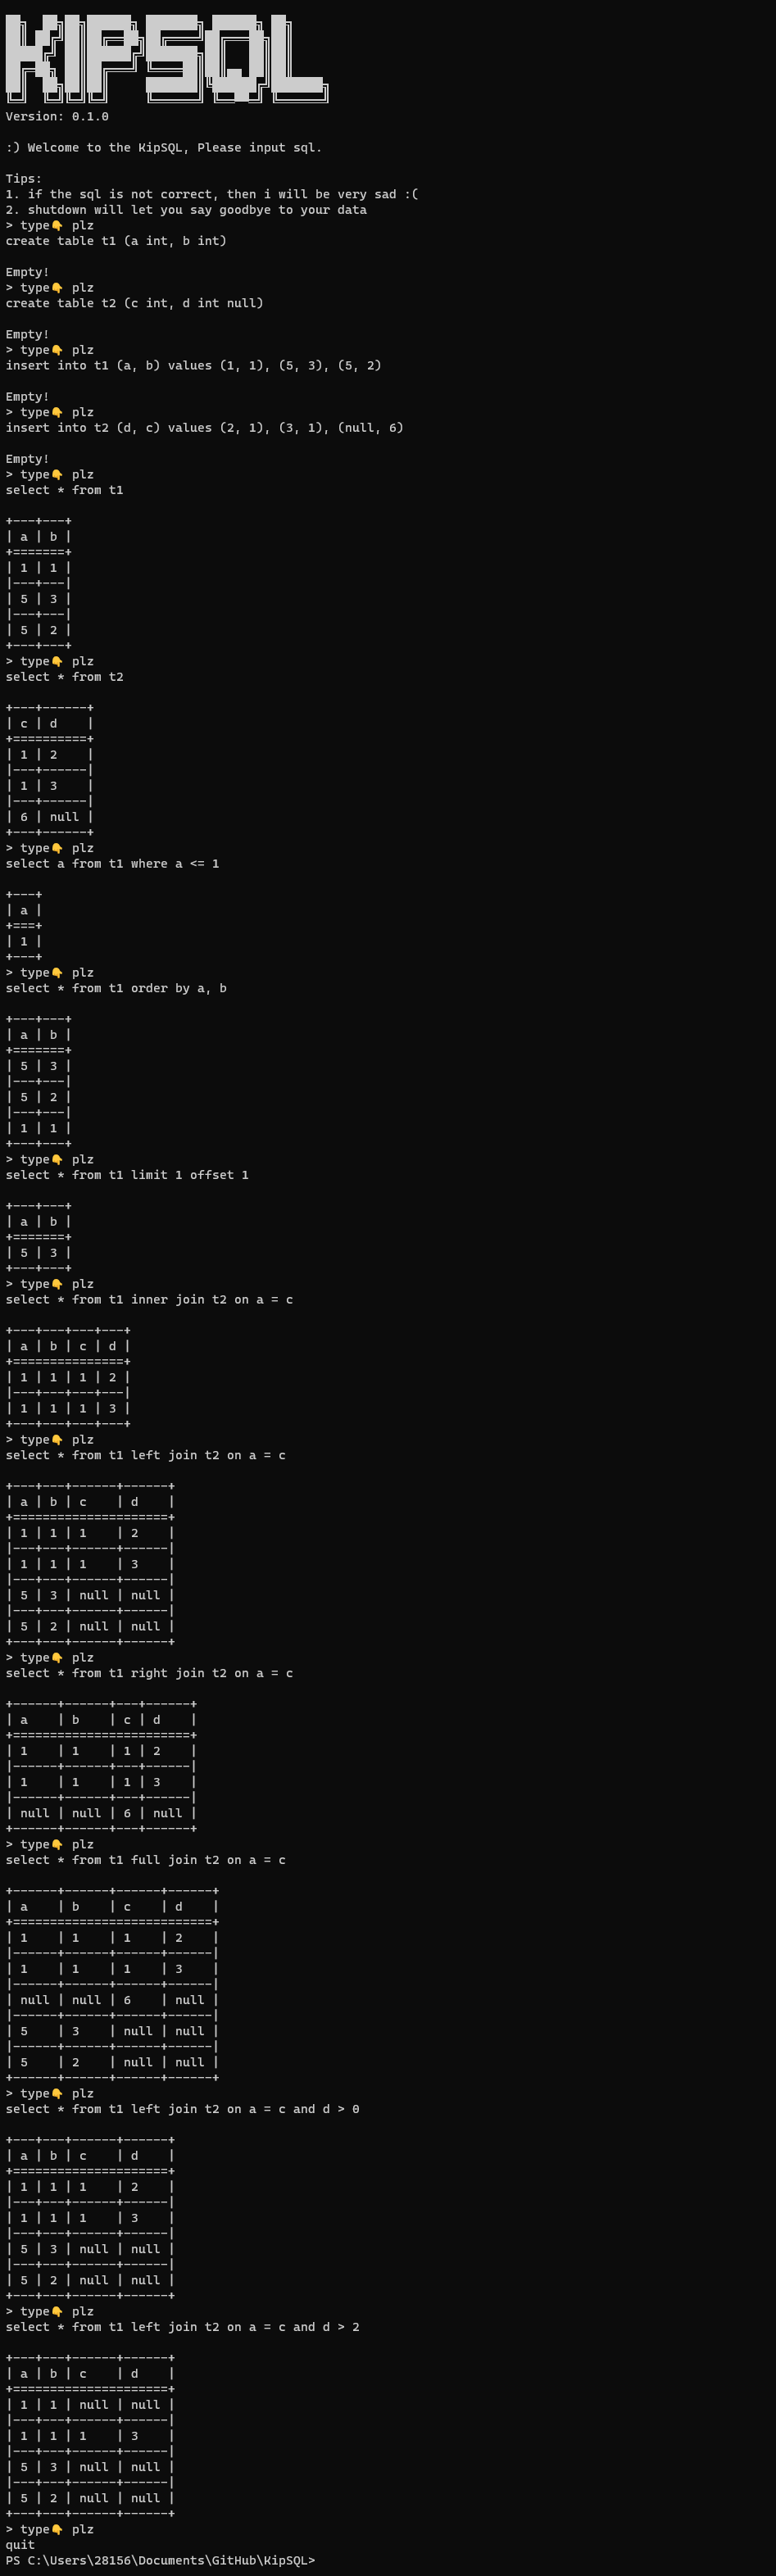 KipSQL
Version: 0.1.0
:) Welcome to the KipSQL, Please input sql.
Tips:
1. if the sql is not correct, then i will be very sad :(
2. shutdown will let you say goodbye to your data
> type👇 plz
create table t1 (a int, b int)
Empty!
> type👇 plz
create table t2 (c int, d int null)
Empty!
> type👇 plz
insert into t1 (a, b) values (1, 1), (5, 3), (5, 2)
Empty!
> type👇 plz
insert into t2 (d, c) values (2, 1), (3, 1), (null, 6)
Empty!
> type👇 plz
select * from t1
+---+---+
| a | b |
+=======+
| 1 | 1 |
|---+---|
| 5 | 3 |
|---+---|
| 5 | 2 |
+---+---+
> type👇 plz
select * from t2
+---+------+
| c | d    |
+==========+
| 1 | 2    |
|---+------|
| 1 | 3    |
|---+------|
| 6 | null |
+---+------+
> type👇 plz
select a from t1 where a <= 1
+---+
| a |
+===+
| 1 |
+---+
> type👇 plz
select * from t1 order by a, b
+---+---+
| a | b |
+=======+
| 5 | 3 |
|---+---|
| 5 | 2 |
|---+---|
| 1 | 1 |
+---+---+
> type👇 plz
select * from t1 limit 1 offset 1
+---+---+
| a | b |
+=======+
| 5 | 3 |
+---+---+
> type👇 plz
select * from t1 inner join t2 on a = c
+---+---+---+---+
| a | b | c | d |
+===============+
| 1 | 1 | 1 | 2 |
|---+---+---+---|
| 1 | 1 | 1 | 3 |
+---+---+---+---+
> type👇 plz
select * from t1 left join t2 on a = c
+---+---+------+------+
| a | b | c    | d    |
+=====================+
| 1 | 1 | 1    | 2    |
|---+---+------+------|
| 1 | 1 | 1    | 3    |
|---+---+------+------|
| 5 | 3 | null | null |
|---+---+------+------|
| 5 | 2 | null | null |
+---+---+------+------+
> type👇 plz
select * from t1 right join t2 on a = c
+------+------+---+------+
| a    | b    | c | d    |
+========================+
| 1    | 1    | 1 | 2    |
|------+------+---+------|
| 1    | 1    | 1 | 3    |
|------+------+---+------|
| null | null | 6 | null |
+------+------+---+------+
> type👇 plz
select * from t1 full join t2 on a = c
+------+------+------+------+
| a    | b    | c    | d    |
+===========================+
| 1    | 1    | 1    | 2    |
|------+------+------+------|
| 1    | 1    | 1    | 3    |
|------+------+------+------|
| null | null | 6    | null |
|------+------+------+------|
| 5    | 3    | null | null |
|------+------+------+------|
| 5    | 2    | null | null |
+------+------+------+------+
> type👇 plz
select * from t1 left join t2 on a = c and d > 0
+---+---+------+------+
| a | b | c    | d    |
+=====================+
| 1 | 1 | 1    | 2    |
|---+---+------+------|
| 1 | 1 | 1    | 3    |
|---+---+------+------|
| 5 | 3 | null | null |
|---+---+------+------|
| 5 | 2 | null | null |
+---+---+------+------+
> type👇 plz
select * from t1 left join t2 on a = c and d > 2
+---+---+------+------+
| a | b | c    | d    |
+=====================+
| 1 | 1 | null | null |
|---+---+------+------|
| 1 | 1 | 1    | 3    |
|---+---+------+------|
| 5 | 3 | null | null |
|---+---+------+------|
| 5 | 2 | null | null |
+---+---+------+------+
> type👇 plz
quit
PS C:\Users\28156\Documents\GitHub\KipSQL>